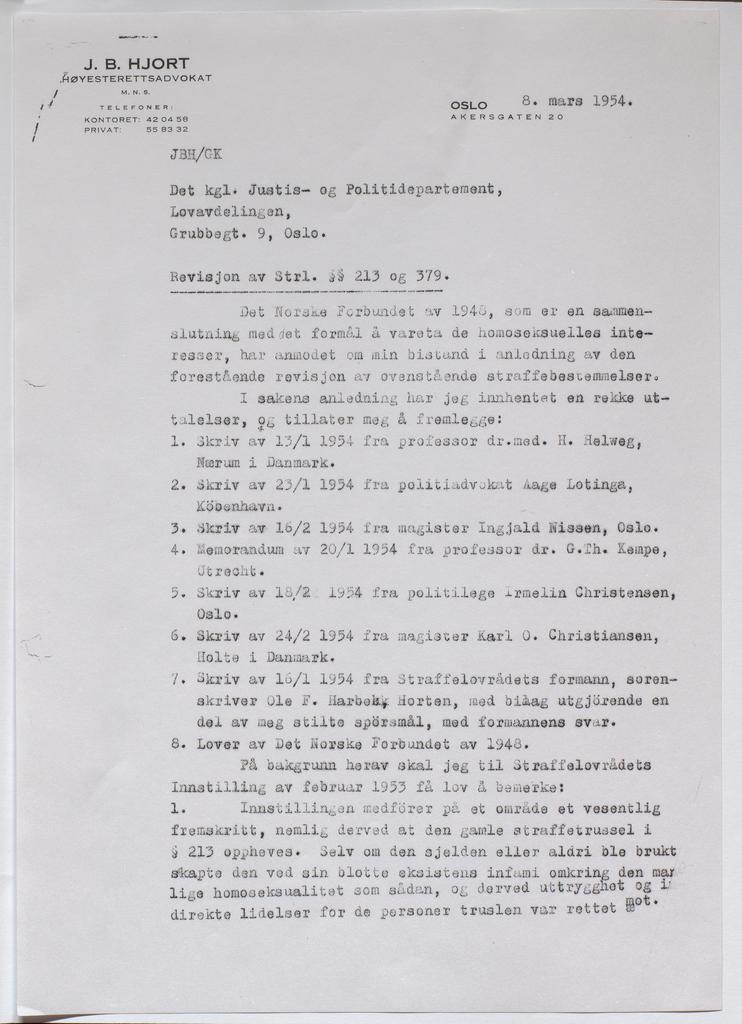 J. B. HJORT
HØYESTERETTSADVOKAT
M. N. S.
TELEFONER:
KONTORET: 42 04 58
PRIVAT: 55 83 32
OSLO 8. mars 1954.
AKERSGATEN 20
JBH/GK
Det kgl. Justis- og Politidepartement,
Lovavdelingen,
Grubbegt. 9, Oslo.
Revisjon av Strl. §§ 213 og 379.
Det Norske Forbundet av 1948, som er en sammen-
slutning med det formål å vareta de homoseksuelles inte-
resser, har anmodet om min bistand i anledning av den
forestående revisjon av ovenstående straffebestemmelser.
I sakens anledning har jeg innhentet en rekke ut-
talelser, og tillater meg å fremlegge:
1. Skriv av 13/1 1954 fra professor dr.med. H. Helweg,
Nærum i Danmark.
2. Skriv av 23/1 1954 fra politiadvokat Aage Lotinga,
Köbenhavn.
3. Skriv av 16/2 1954 fra magister Ingjald Nissen, Oslo.
4. Memorandum av 20/1 1954 fra professor dr. G.Th. Kempe,
Utrecht.
5. Skriv av 18/2 1954 fra politilege Irmelin Christensen,
Oslo.
6. Skriv av 24/2 1954 fra magister Karl O. Christiansen,
Holte i Danmark.
7. Skriv av 16/1 1954 fra Straffelovrådets formann, soren-
skriver Ole F. Harbek, Horten, med bilag utgjörende en
del av meg stilte spörsmål, med formannens svar.
8. Lover av Det Norske Forbundet av 1948.
På bakgrunn herav skal jeg til Straffelovrådets
Innstilling av februar 1953 få lov å bemerke:
1. Innstillingen medförer på et område et vesentlig
fremskritt, nemlig derved at den gamle straffetrussel i
§ 213 oppheves. Selv om den sjelden eller aldri ble brukt
skapte den ved sin blotte eksistens infami omkring den man
lige homoseksualitet som sådan, og derved uttrygghet og i
direkte lidelser for de personer truslen var rettet mot.